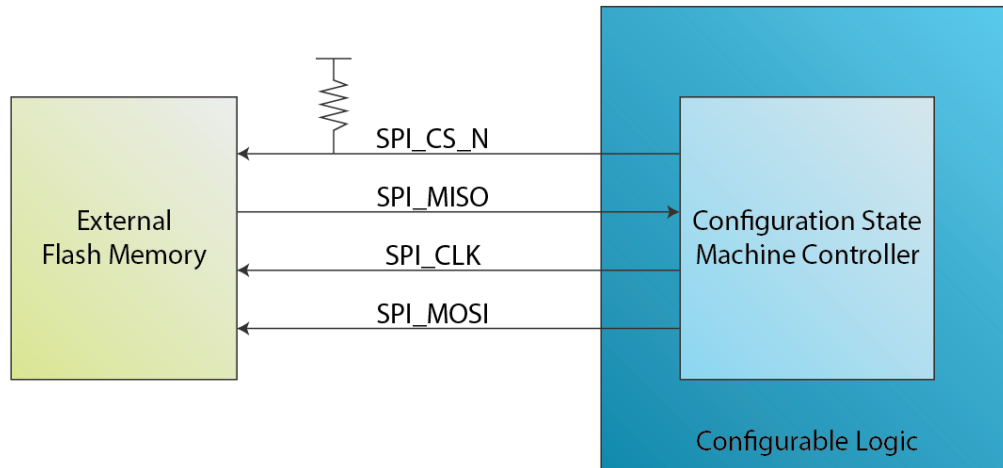 SPI_CS_N
SPI_MISO
SPI_CLK
SPI_MOSI
External
Flash Memory
Configuration State
Machine Controller
Configurable Logic